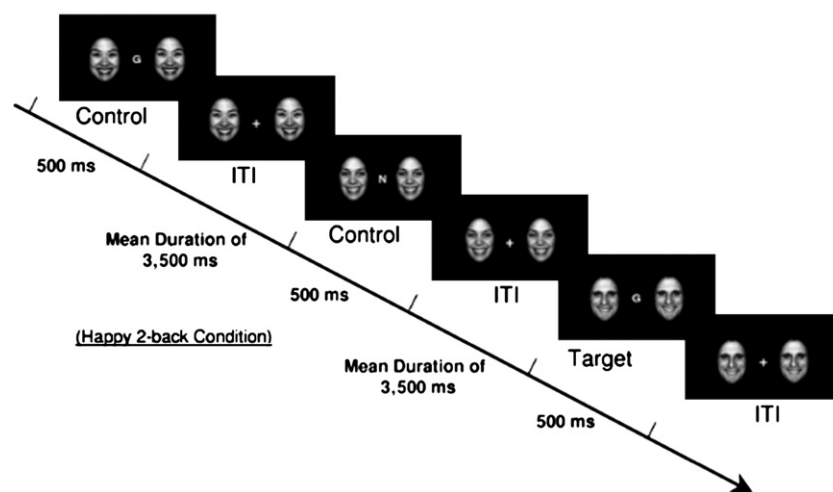 G
Control
500 ms
+
ITI
Mean Duration of
3,500 ms
N
Control
500 ms
+
ITI
(Happy 2-back Condition)
Mean Duration of
3,500 ms
G
Target
500 ms
+
ITI